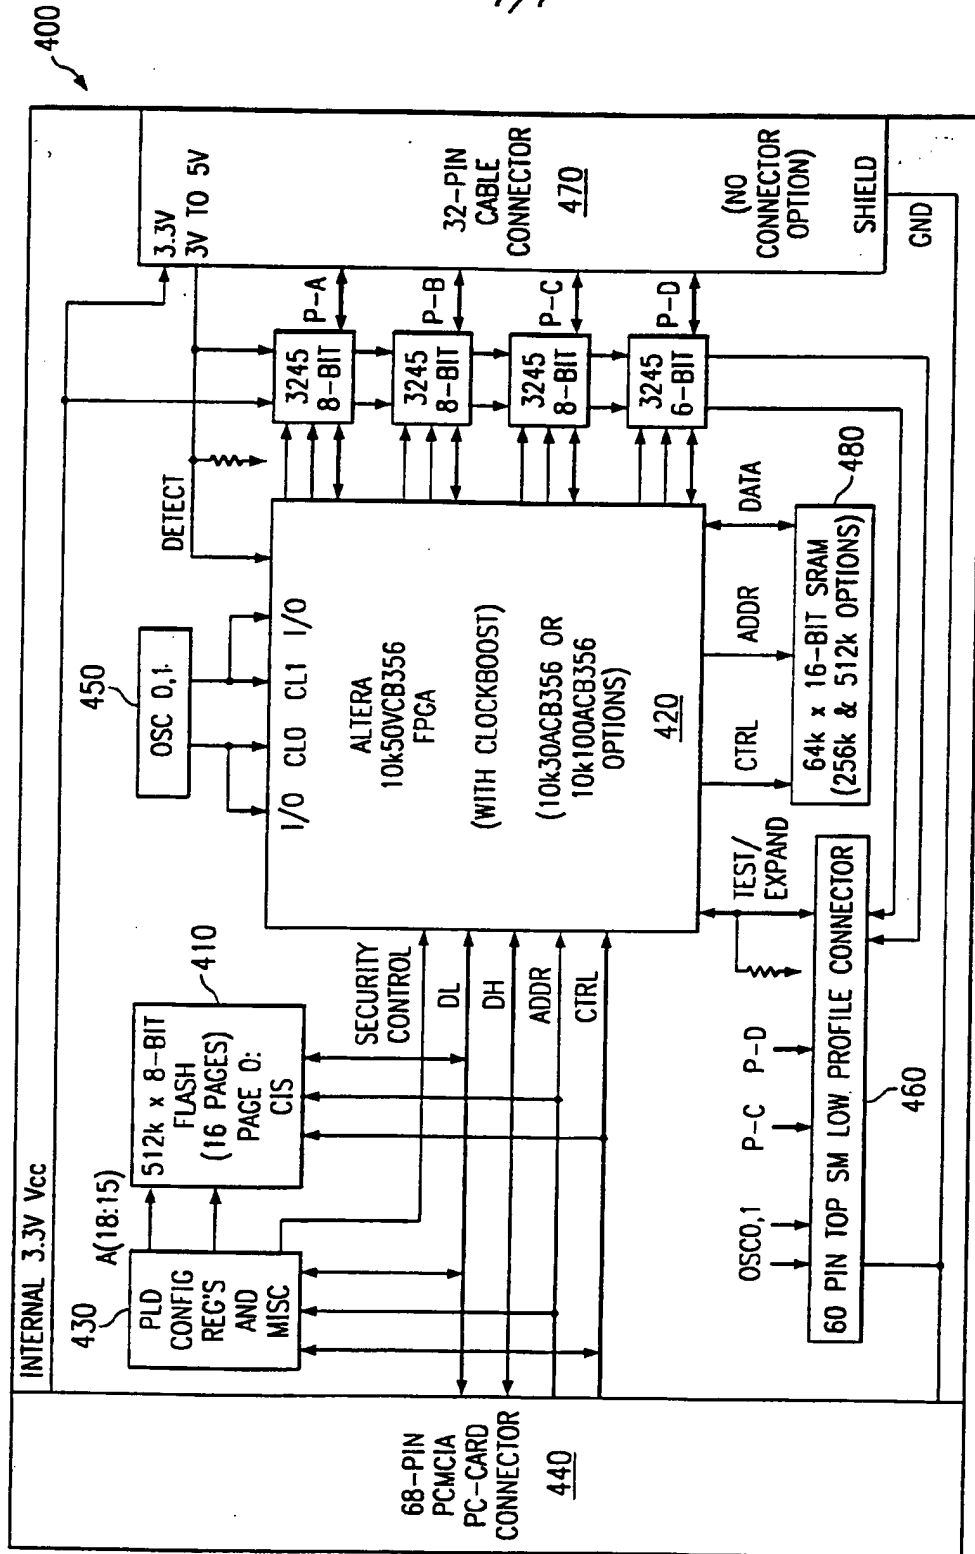 400
INTERNAL 3.3V Vcc
68-PIN
PCMCIA
PC-CARD
CONNECTOR
440
430
PLD
CONFIG
REG'S
AND
MISC
A(18:15)
512k x 8-BIT
FLASH
(16 PAGES)
PAGE 0:
CIS
410
SECURITY
CONTROL
DL
DH
ADDR
CTRL
450
OSC 0,1
I/O CL0 CL1 I/O
DETECT
ALTERA
10k50VCB356
FPGA
(WITH CLOCKBOOST)
(10k30ACB356 OR
10k100ACB356
OPTIONS)
420
3245
8-BIT
P-A
3245
8-BIT
P-B
3245
8-BIT
P-C
3245
6-BIT
P-D
3.3V
3V TO 5V
32-PIN
CABLE
CONNECTOR
470
(NO
CONNECTOR
OPTION)
SHIELD
GND
CTRL
ADDR
DATA
480
64k x 16-BIT SRAM
(256k & 512k OPTIONS)
TEST/
EXPAND
OSC0,1
P-C
P-D
60 PIN TOP SM LOW PROFILE CONNECTOR
460